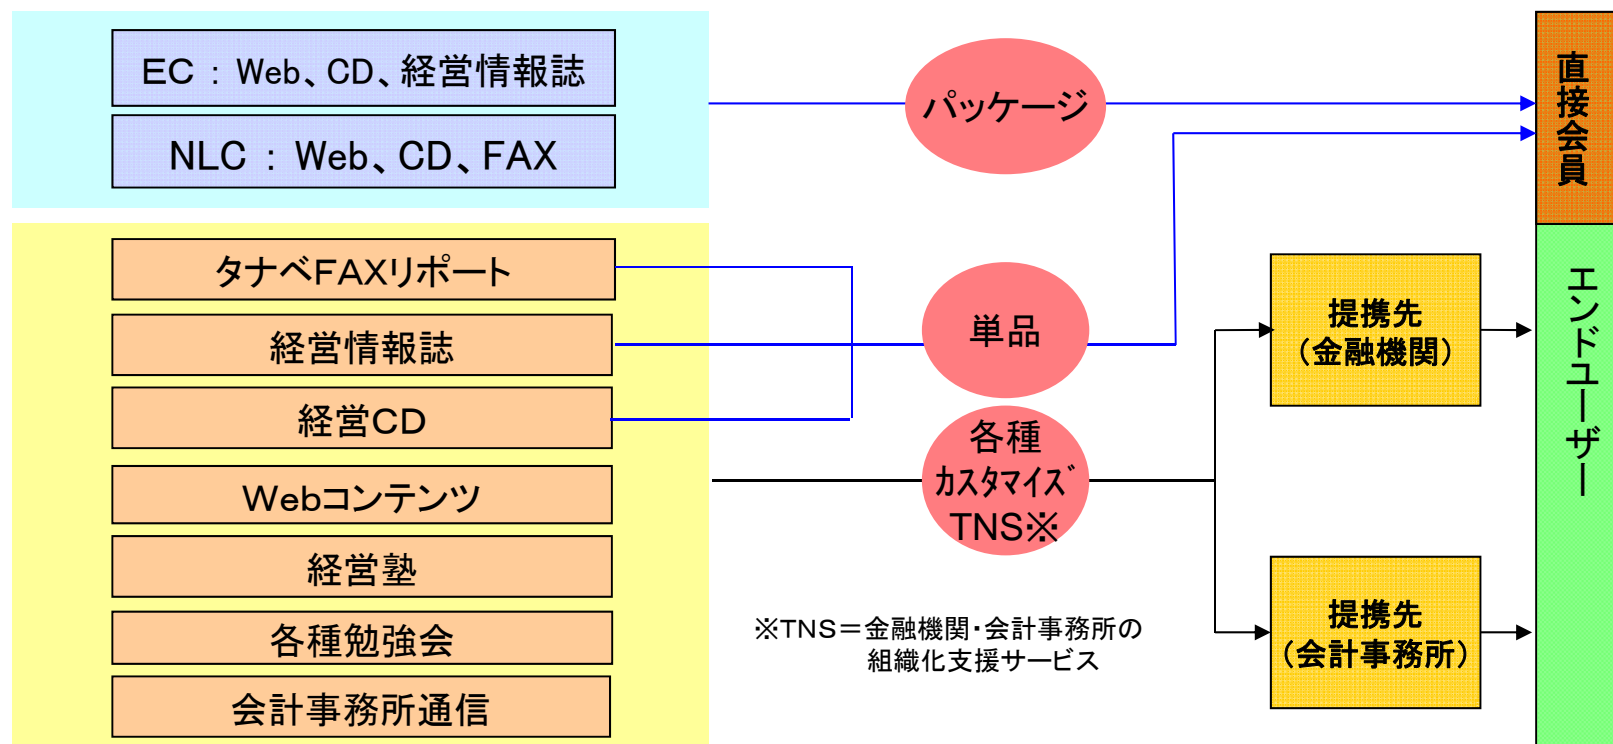 EC : Web、CD、経営情報誌
NLC : Web、CD、FAX
タナベFAXリポート
経営情報誌
経営CD
Webコンテンツ
経営塾
各種勉強会
会計事務所通信
パッケージ
単品
各種
ｶｽﾀﾏｲｽﾞ
TNS※
※TNS＝金融機関・会計事務所の
組織化支援サービス
提携先
（金融機関）
提携先
（会計事務所）
直接会員
エンドユーザー